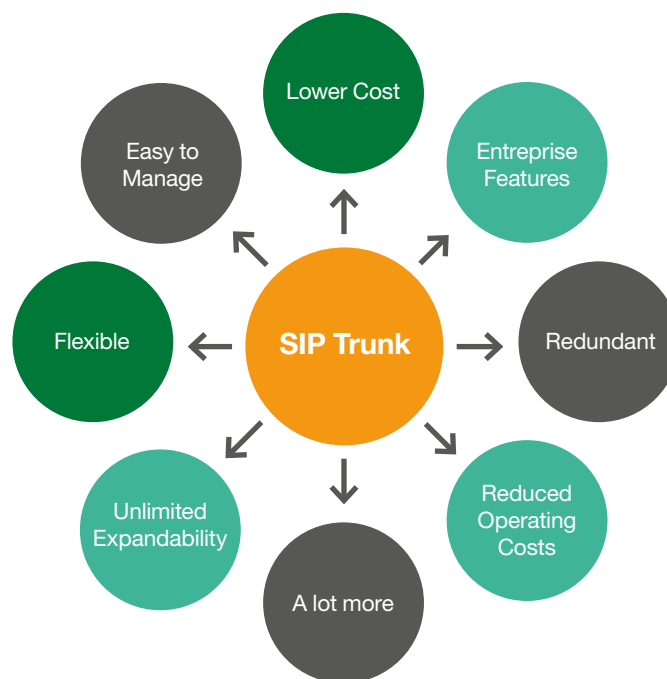 Lower Cost
Entreprise
Features
Redundant
Reduced
Operating
Costs
A lot more
Unlimited
Expandability
Flexible
Easy to
Manage
SIP Trunk